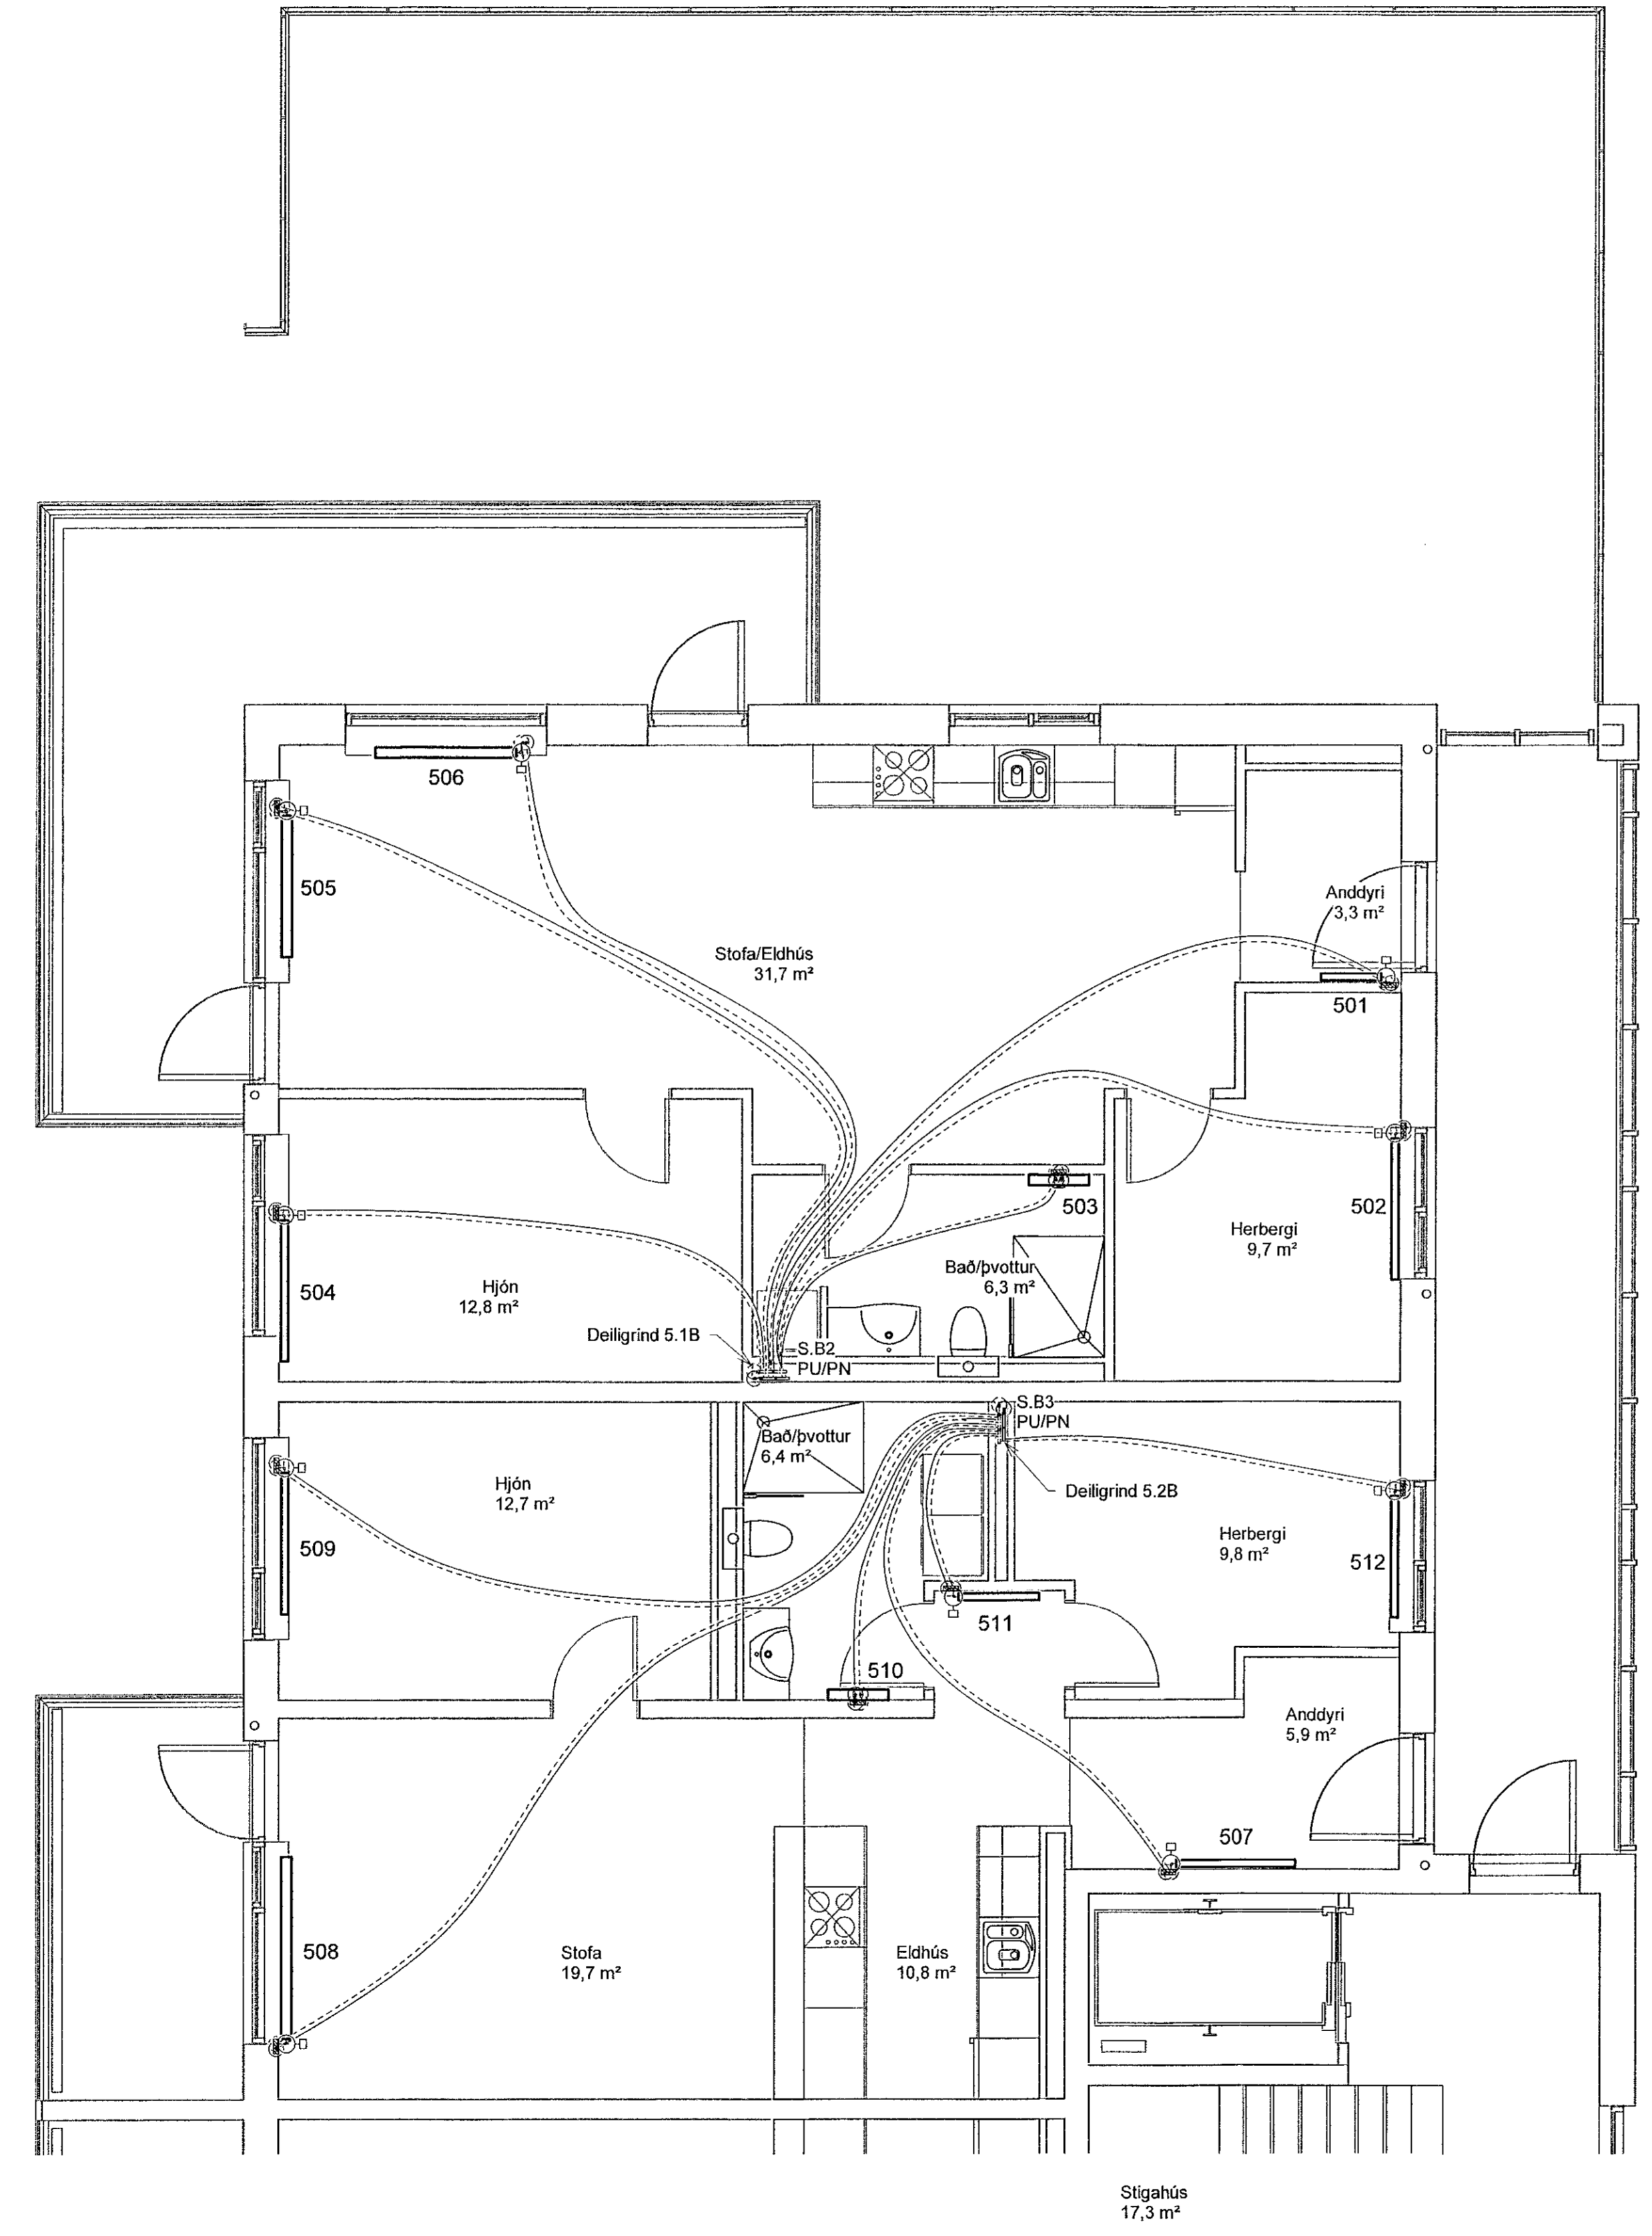 506
505
Anddyri
3,3 m²
Stofa/Eldhús
31,7 m²
501
503
502
Herbergi
9,7 m²
Bað/þvottur
6,3 m²
Hjón
12,8 m²
504
Deiligrind 5.1B
S.B2
PU/PN
S.B3
PU/PN
Bað/þvottur
6,4 m²
Hjón
12,7 m²
Deiligrind 5.2B
Herbergi
9,8 m²
509
512
511
510
Anddyri
5,9 m²
507
508
Stofa
19,7 m²
Eldhús
10,8 m²
Stigahús
17,3 m²